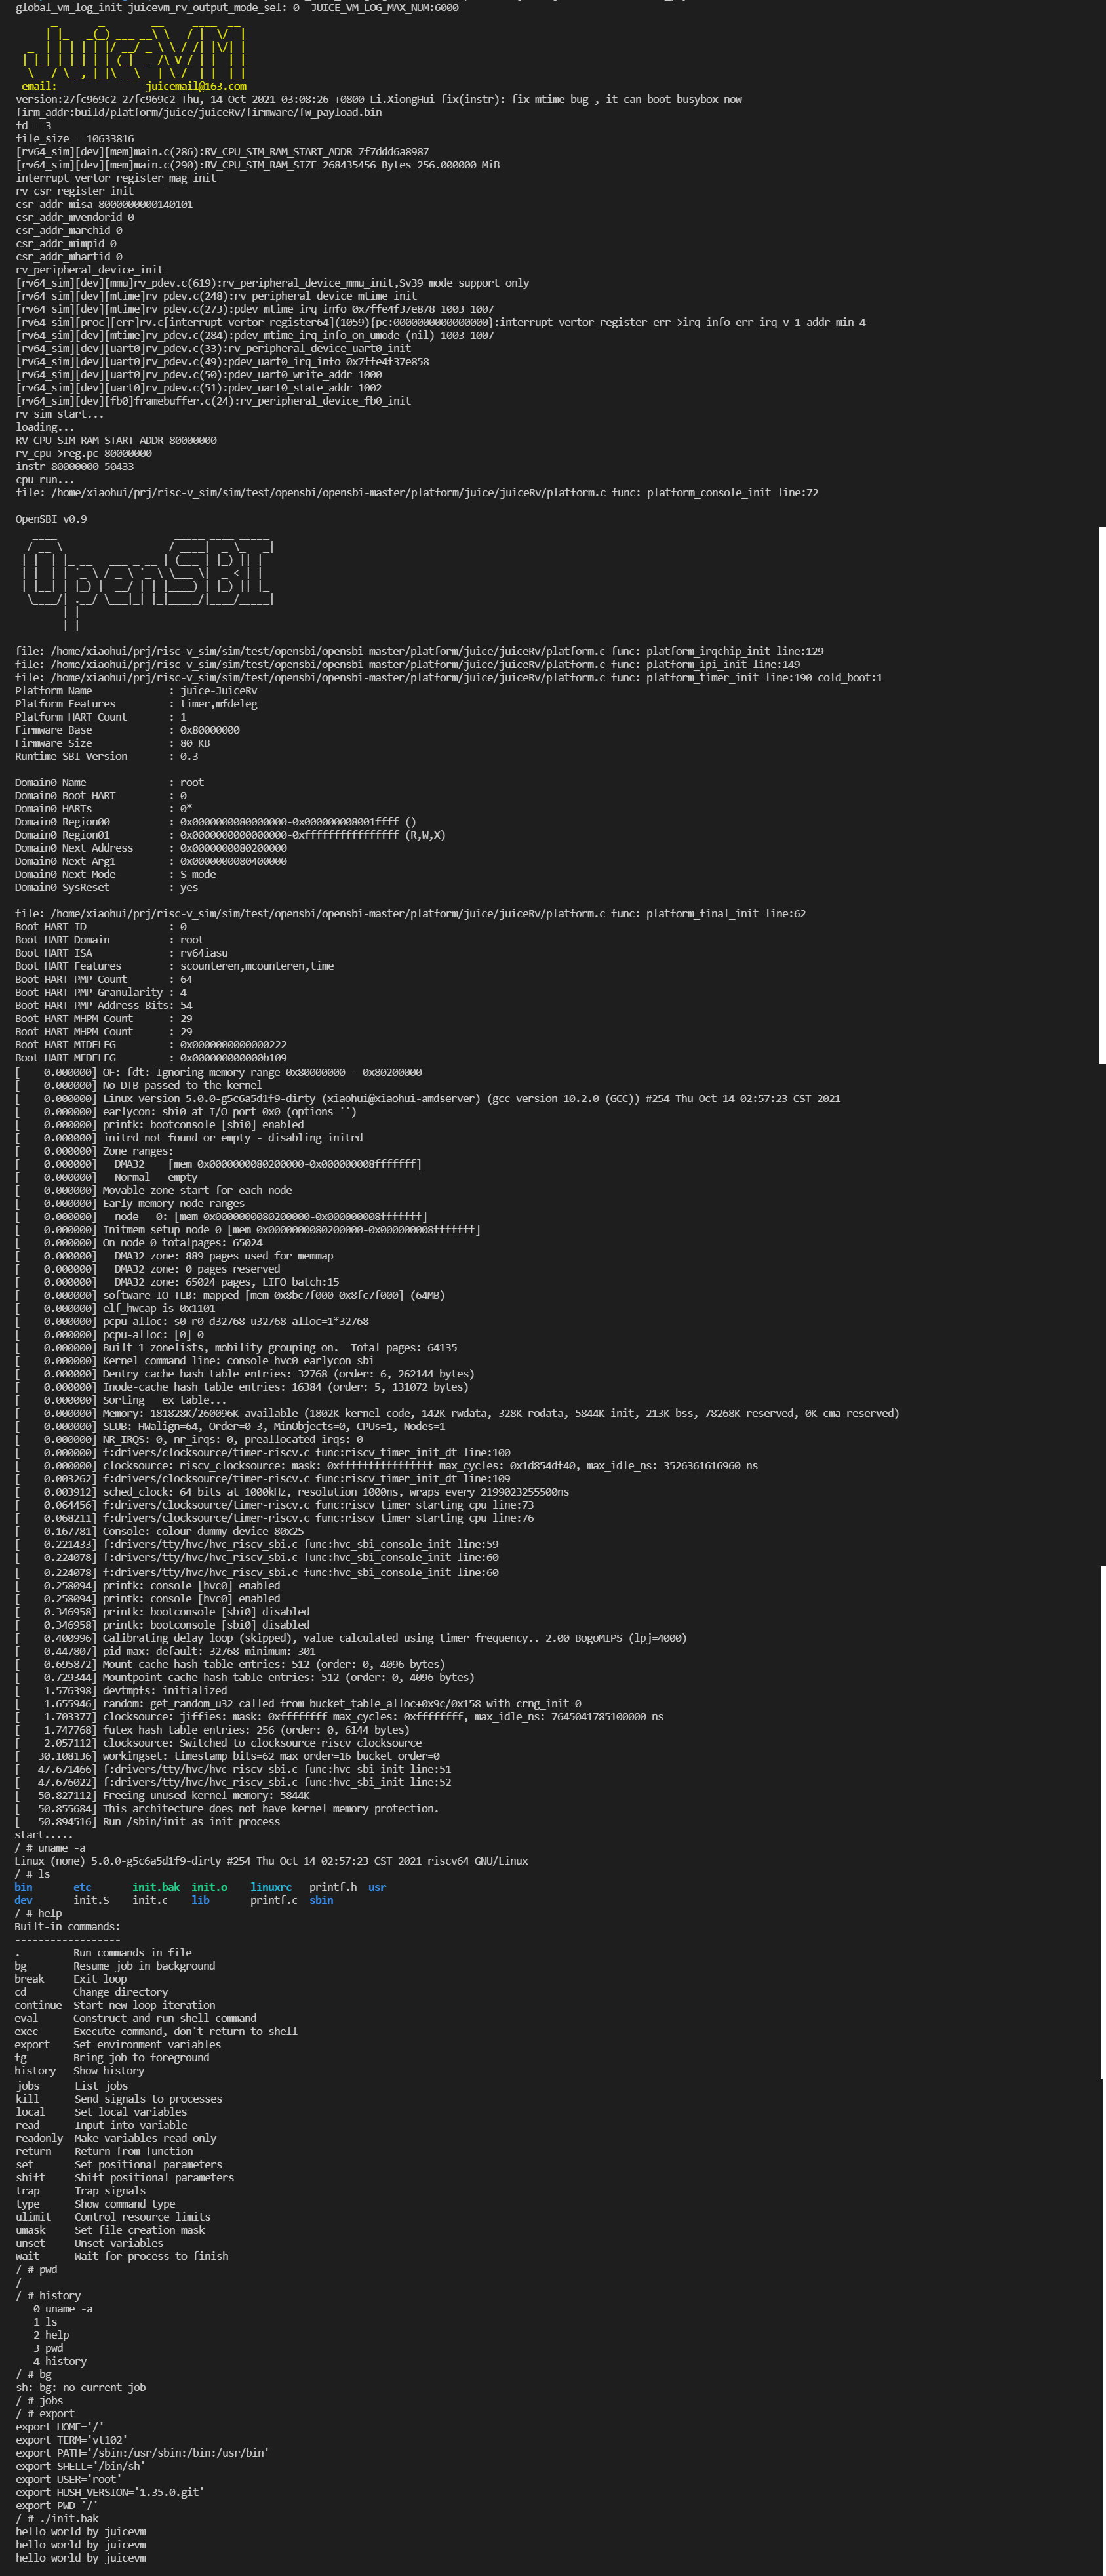 global_vm_log_init juicevm_rv_output_mode_sel: 0  JUICE_VM_LOG_MAX_NUM:6000
JuiceVM
email:               juicemail@163.com
version:27fc969c2 27fc969c2 Thu, 14 Oct 2021 03:08:26 +0800 Li.XiongHui fix(instr): fix mtime bug , it can boot busybox now
firm_addr:build/platform/juice/juiceRv/firmware/fw_payload.bin
fd = 3
file_size = 10633816
[rv64_sim][dev][mem]main.c(286):RV_CPU_SIM_RAM_START_ADDR 7f7ddd6a8987
[rv64_sim][dev][mem]main.c(290):RV_CPU_SIM_RAM_SIZE 268435456 Bytes 256.000000 MiB
interrupt_vertor_register_mag_init
rv_csr_register_init
csr_addr_misa 8000000000140101
csr_addr_mvendorid 0
csr_addr_marchid 0
csr_addr_mimpid 0
csr_addr_mhartid 0
rv_peripheral_device_init
[rv64_sim][dev][mmu]rv_pdev.c(619):rv_peripheral_device_mmu_init,Sv39 mode support only
[rv64_sim][dev][mtime]rv_pdev.c(248):rv_peripheral_device_mtime_init
[rv64_sim][dev][mtime]rv_pdev.c(273):pdev_mtime_irq_info 0x7ffe4f37e878 1003 1007
[rv64_sim][proc][err]rv.c[interrupt_vertor_register64](1059){pc:0000000000000000}:interrupt_vertor_register err->irq info err irq_v 1 addr_min 4
[rv64_sim][dev][mtime]rv_pdev.c(284):pdev_mtime_irq_info_on_umode (nil) 1003 1007
[rv64_sim][dev][uart0]rv_pdev.c(33):rv_peripheral_device_uart0_init
[rv64_sim][dev][uart0]rv_pdev.c(49):pdev_uart0_irq_info 0x7ffe4f37e858
[rv64_sim][dev][uart0]rv_pdev.c(50):pdev_uart0_write_addr 1000
[rv64_sim][dev][uart0]rv_pdev.c(51):pdev_uart0_state_addr 1002
[rv64_sim][dev][fb0]framebuffer.c(24):rv_peripheral_device_fb0_init
rv sim start...
loading...
RV_CPU_SIM_RAM_START_ADDR 80000000
rv_cpu->reg.pc 80000000
instr 80000000 50433
cpu run...
file: /home/xiaohui/prj/risc-v_sim/sim/test/opensbi/opensbi-master/platform/juice/juiceRv/platform.c func: platform_console_init line:72
OpenSBI v0.9
OpenSBI
file: /home/xiaohui/prj/risc-v_sim/sim/test/opensbi/opensbi-master/platform/juice/juiceRv/platform.c func: platform_irqchip_init line:129
file: /home/xiaohui/prj/risc-v_sim/sim/test/opensbi/opensbi-master/platform/juice/juiceRv/platform.c func: platform_ipi_init line:149
file: /home/xiaohui/prj/risc-v_sim/sim/test/opensbi/opensbi-master/platform/juice/juiceRv/platform.c func: platform_timer_init line:190 cold_boot:1
Platform Name             : juice-JuiceRv
Platform Features         : timer,mfdeleg
Platform HART Count       : 1
Firmware Base             : 0x80000000
Firmware Size             : 80 KB
Runtime SBI Version       : 0.3
Domain0 Name              : root
Domain0 Boot HART         : 0
Domain0 HARTs             : 0*
Domain0 Region00          : 0x0000000080000000-0x000000008001ffff ()
Domain0 Region01          : 0x0000000000000000-0xffffffffffffffff (R,W,X)
Domain0 Next Address      : 0x0000000080200000
Domain0 Next Arg1         : 0x0000000080400000
Domain0 Next Mode         : S-mode
Domain0 SysReset          : yes
file: /home/xiaohui/prj/risc-v_sim/sim/test/opensbi/opensbi-master/platform/juice/juiceRv/platform.c func: platform_final_init line:62
Boot HART ID              : 0
Boot HART Domain          : root
Boot HART ISA             : rv64iasu
Boot HART Features        : scounteren,mcounteren,time
Boot HART PMP Count       : 64
Boot HART PMP Granularity : 4
Boot HART PMP Address Bits: 54
Boot HART MHPM Count      : 29
Boot HART MHPM Count      : 29
Boot HART MIDELEG         : 0x0000000000000222
Boot HART MEDELEG         : 0x000000000000b109
[    0.000000] OF: fdt: Ignoring memory range 0x80000000 - 0x80200000
[    0.000000] No DTB passed to the kernel
[    0.000000] Linux version 5.0.0-g5c6a5d1f9-dirty (xiaohui@xiaohui-amdserver) (gcc version 10.2.0 (GCC)) #254 Thu Oct 14 02:57:23 CST 2021
[    0.000000] earlycon: sbi0 at I/O port 0x0 (options '')
[    0.000000] printk: bootconsole [sbi0] enabled
[    0.000000] initrd not found or empty - disabling initrd
[    0.000000] Zone ranges:
[    0.000000]   DMA32    [mem 0x0000000080200000-0x000000008fffffff]
[    0.000000]   Normal   empty
[    0.000000] Movable zone start for each node
[    0.000000] Early memory node ranges
[    0.000000]   node   0: [mem 0x0000000080200000-0x000000008fffffff]
[    0.000000] Initmem setup node 0 [mem 0x0000000080200000-0x000000008fffffff]
[    0.000000] On node 0 totalpages: 65024
[    0.000000]   DMA32 zone: 889 pages used for memmap
[    0.000000]   DMA32 zone: 0 pages reserved
[    0.000000]   DMA32 zone: 65024 pages, LIFO batch:15
[    0.000000] software IO TLB: mapped [mem 0x8bc7f000-0x8fc7f000] (64MB)
[    0.000000] elf_hwcap is 0x1101
[    0.000000] pcpu-alloc: s0 r0 d32768 u32768 alloc=1*32768
[    0.000000] pcpu-alloc: [0] 0
[    0.000000] Built 1 zonelists, mobility grouping on.  Total pages: 64135
[    0.000000] Kernel command line: console=hvc0 earlycon=sbi
[    0.000000] Dentry cache hash table entries: 32768 (order: 6, 262144 bytes)
[    0.000000] Inode-cache hash table entries: 16384 (order: 5, 131072 bytes)
[    0.000000] Sorting __ex_table...
[    0.000000] Memory: 181828K/260096K available (1802K kernel code, 142K rwdata, 328K rodata, 5844K init, 213K bss, 78268K reserved, 0K cma-reserved)
[    0.000000] SLUB: HWalign=64, Order=0-3, MinObjects=0, CPUs=1, Nodes=1
[    0.000000] NR_IRQS: 0, nr_irqs: 0, preallocated irqs: 0
[    0.000000] f:drivers/clocksource/timer-riscv.c func:riscv_timer_init_dt line:100
[    0.000000] clocksource: riscv_clocksource: mask: 0xffffffffffffffff max_cycles: 0x1d854df40, max_idle_ns: 3526361616960 ns
[    0.003262] f:drivers/clocksource/timer-riscv.c func:riscv_timer_init_dt line:109
[    0.003912] sched_clock: 64 bits at 1000kHz, resolution 1000ns, wraps every 2199023255500ns
[    0.064456] f:drivers/clocksource/timer-riscv.c func:riscv_timer_starting_cpu line:73
[    0.068211] f:drivers/clocksource/timer-riscv.c func:riscv_timer_starting_cpu line:76
[    0.167781] Console: colour dummy device 80x25
[    0.221433] f:drivers/tty/hvc/hvc_riscv_sbi.c func:hvc_sbi_console_init line:59
[    0.224078] f:drivers/tty/hvc/hvc_riscv_sbi.c func:hvc_sbi_console_init line:60
[    0.224078] f:drivers/tty/hvc/hvc_riscv_sbi.c func:hvc_sbi_console_init line:60
[    0.258094] printk: console [hvc0] enabled
[    0.258094] printk: console [hvc0] enabled
[    0.346958] printk: bootconsole [sbi0] disabled
[    0.346958] printk: bootconsole [sbi0] disabled
[    0.400996] Calibrating delay loop (skipped), value calculated using timer frequency.. 2.00 BogoMIPS (lpj=4000)
[    0.447807] pid_max: default: 32768 minimum: 301
[    0.695872] Mount-cache hash table entries: 512 (order: 0, 4096 bytes)
[    0.729344] Mountpoint-cache hash table entries: 512 (order: 0, 4096 bytes)
[    1.576398] devtmpfs: initialized
[    1.655946] random: get_random_u32 called from bucket_table_alloc+0x9c/0x158 with crng_init=0
[    1.703377] clocksource: jiffies: mask: 0xffffffff max_cycles: 0xffffffff, max_idle_ns: 7645041785100000 ns
[    1.747768] futex hash table entries: 256 (order: 0, 6144 bytes)
[    2.057112] clocksource: Switched to clocksource riscv_clocksource
[   30.108136] workingset: timestamp_bits=62 max_order=16 bucket_order=0
[   47.671466] f:drivers/tty/hvc/hvc_riscv_sbi.c func:hvc_sbi_init line:51
[   47.676022] f:drivers/tty/hvc/hvc_riscv_sbi.c func:hvc_sbi_init line:52
[   50.827112] Freeing unused kernel memory: 5844K
[   50.855684] This architecture does not have kernel memory protection.
[   50.894516] Run /sbin/init as init process
start.....
/ # uname -a
Linux (none) 5.0.0-g5c6a5d1f9-dirty #254 Thu Oct 14 02:57:23 CST 2021 riscv64 GNU/Linux
/ # ls
bin       etc       init.bak  init.o    linuxrc   printf.h  usr
dev       init.S    init.c    lib       printf.c  sbin
/ # help
Built-in commands:
------------------
.         Run commands in file
bg        Resume job in background
break     Exit loop
cd        Change directory
continue  Start new loop iteration
eval      Construct and run shell command
exec      Execute command, don't return to shell
export    Set environment variables
fg        Bring job to foreground
history   Show history
jobs      List jobs
kill      Send signals to processes
local     Set local variables
read      Input into variable
readonly  Make variables read-only
return    Return from function
set       Set positional parameters
shift     Shift positional parameters
trap      Trap signals
type      Show command type
ulimit    Control resource limits
umask     Set file creation mask
unset     Unset variables
wait      Wait for process to finish
/ # pwd
/
/ # history
0 uname -a
1 ls
2 help
3 pwd
4 history
/ # bg
sh: bg: no current job
/ # jobs
/ # export
export HOME='/'
export TERM='vt102'
export PATH='/sbin:/usr/sbin:/bin:/usr/bin'
export SHELL='/bin/sh'
export USER='root'
export HUSH_VERSION='1.35.0.git'
export PWD='/'
/ # ./init.bak
hello world by juicevm
hello world by juicevm
hello world by juicevm